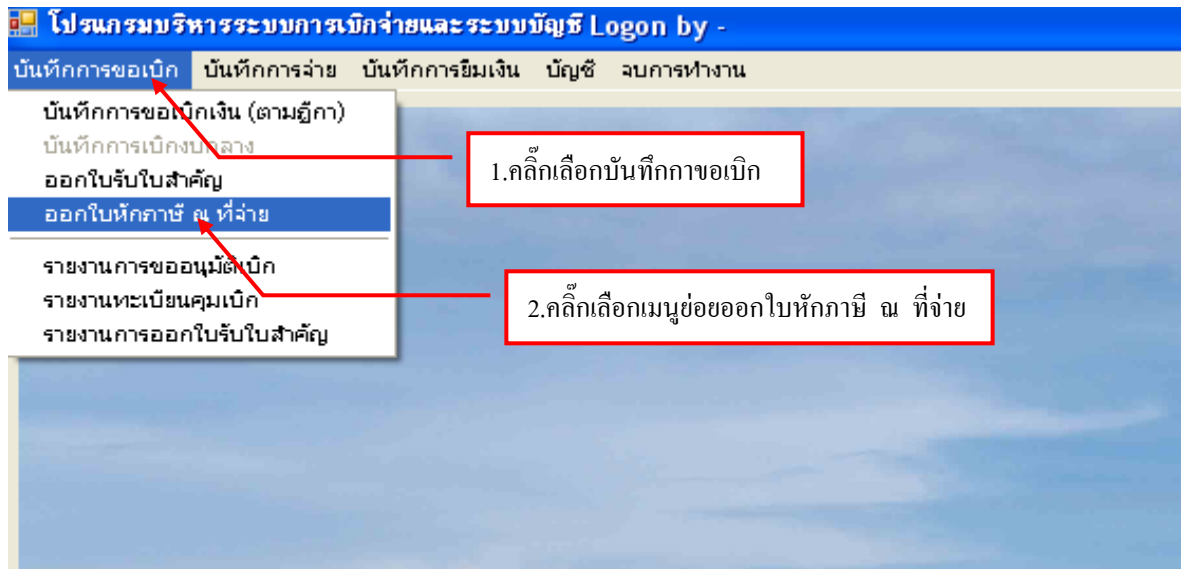 โปรแกรมบริหารระบบการเบิกจ่ายและระบบบัญชี Logon by -
บันทึกการขอเบิก บันทึกการจ่าย บันทึกการยืมเงิน บัญชี จบการทำงาน
บันทึกการขอเบิกเงิน (ตามฎีกา)
บันทึกการเบิกงบกลาง
ออกใบรับใบสำคัญ
ออกใบหักภาษี ณ ที่จ่าย
รายงานการขออนุมัติเบิก
รายงานทะเบียนคุมเบิก
รายงานการออกใบรับใบสำคัญ
1.คลิ๊กเลือกบันทึกกาขอเบิก
2.คลิ๊กเลือกเมนูย่อยออกใบหักภาษี ณ ที่จ่าย